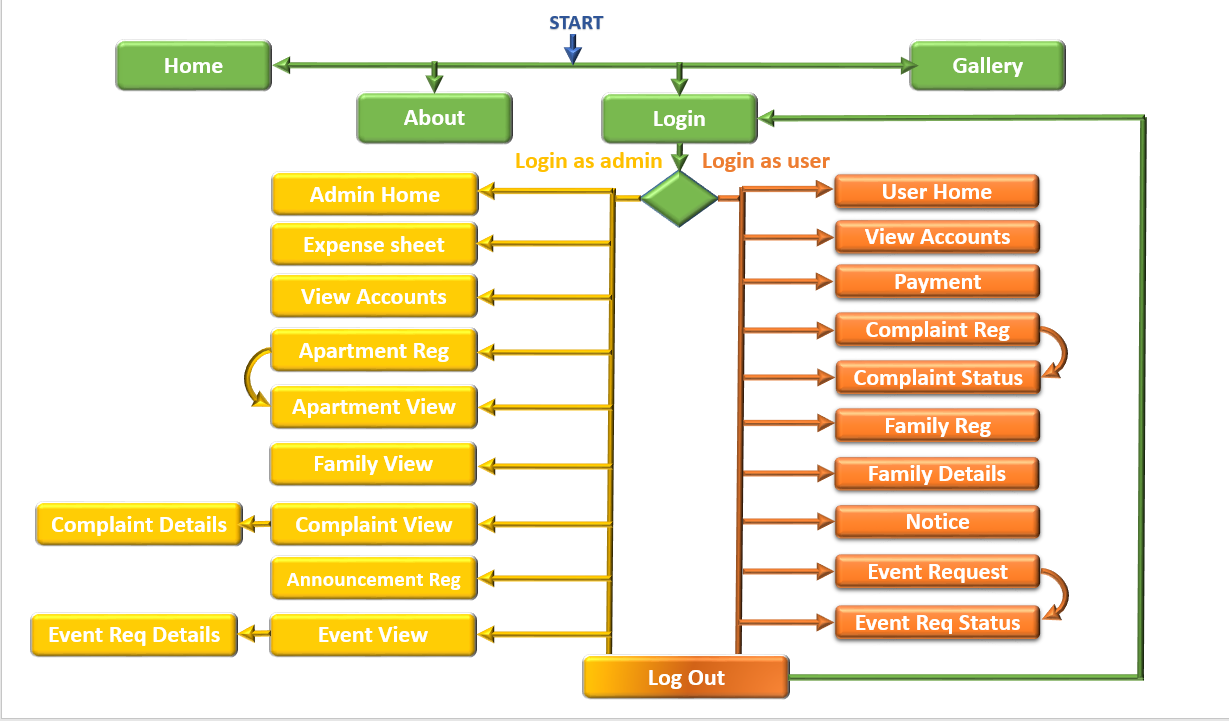 START
Home
Gallery
About
Login
Login as admin
Login as user
Admin Home
User Home
Expense sheet
View Accounts
View Accounts
Payment
Apartment Reg
Complaint Reg
Apartment View
Complaint Status
Family View
Family Reg
Family Details
Complaint Details
Complaint View
Notice
Announcement Reg
Event Request
Event Req Details
Event View
Event Req Status
Log Out